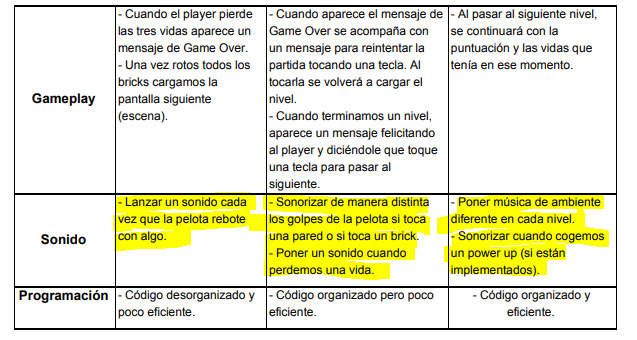 Gameplay
- Cuando el player pierde
las tres vidas aparece un
mensaje de Game Over.
- Una vez rotos todos los
bricks cargamos la
pantalla siguiente
(escena).
- Cuando aparece el mensaje de
Game Over se acompaña con
un mensaje para reintentar la
partida tocando una tecla. Al
tocarla se volverá a cargar el
nivel.
- Cuando terminamos un nivel,
aparece un mensaje felicitando
al player y diciéndole que toque
una tecla para pasar al
siguiente.
- Al pasar al siguiente nivel,
se continuará con la
puntuación y las vidas que
tenía en ese momento.
Sonido
- Lanzar un sonido cada
vez que la pelota rebote
con algo.
- Sonorizar de manera distinta
los golpes de la pelota si toca
una pared o si toca un brick.
- Poner un sonido cuando
perdemos una vida.
- Poner música de ambiente
diferente en cada nivel.
- Sonorizar cuando cogemos
un power up (si están
implementados).
Programación
- Código desorganizado y
poco eficiente.
- Código organizado pero poco
eficiente.
- Código organizado y
eficiente.